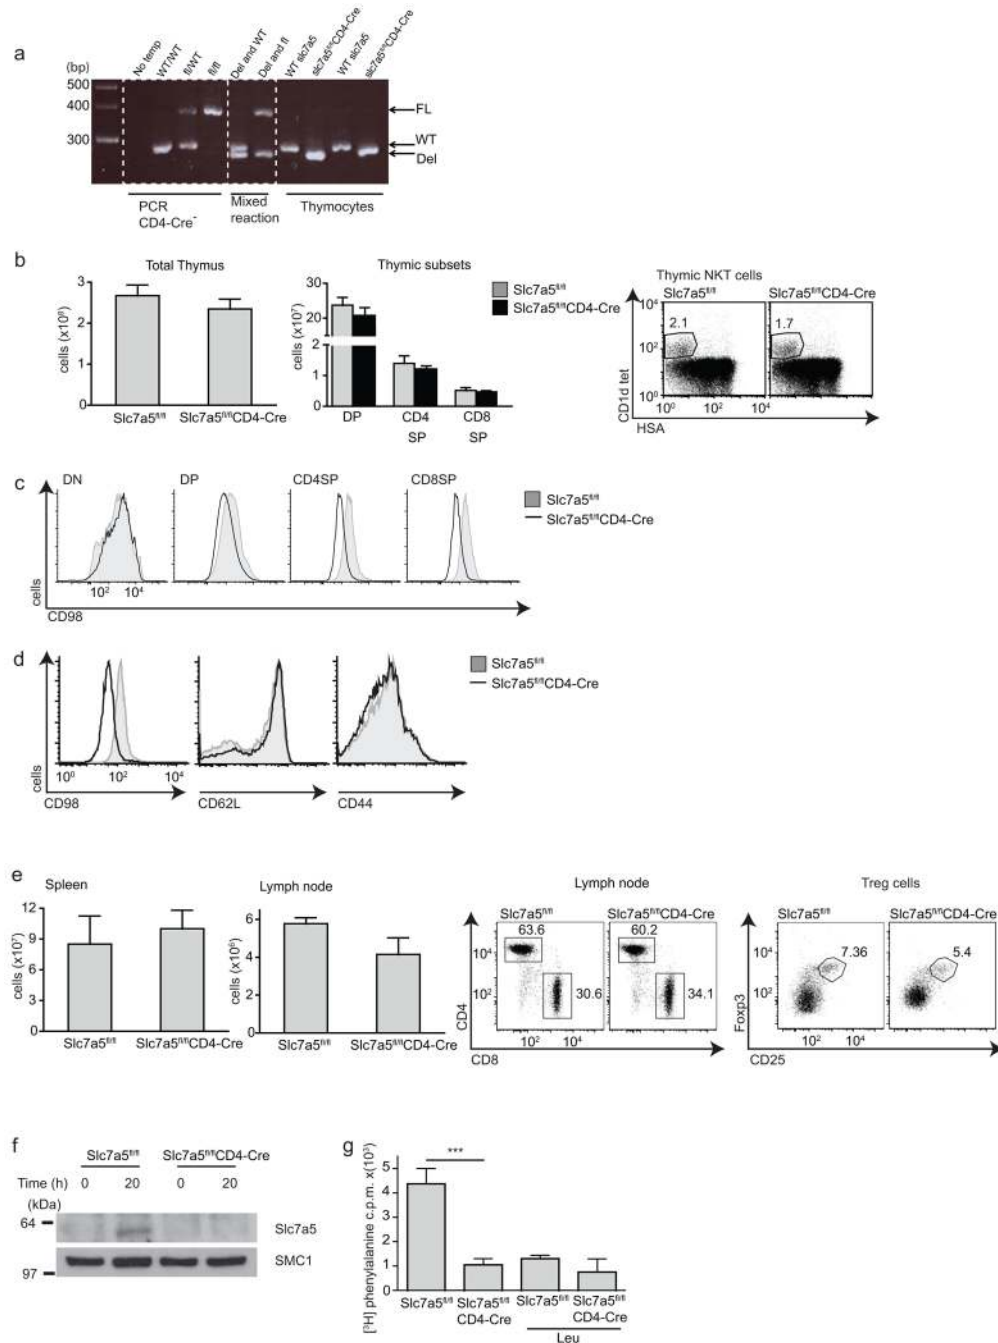 a
(bp)
500
400
300
No temp
WT/WT
fl/WT
fl/fl
Del and WT
Del and fl
WT slc7a5
slc7a5fl/flCD4-Cre
WT slc7a5
slc7a5fl/flCD4-Cre
FL
WT
Del
PCR
CD4-Cre-
Mixed
reaction
Thymocytes
b
Total Thymus
cells (x10⁸)
3
2
1
0
Slc7a5fl/fl
Slc7a5fl/flCD4-Cre
Thymic subsets
cells (x10⁷)
30
20
2
1
0
DP
CD4
SP
CD8
SP
Slc7a5fl/fl
Slc7a5fl/flCD4-Cre
Thymic NKT cells
Slc7a5fl/fl
Slc7a5fl/flCD4-Cre
2.1
1.7
10⁴
10²
10⁰
10⁰
10²
10⁴
10⁰
10²
10⁴
CD1d tet
HSA
c
DN
DP
CD4SP
CD8SP
Slc7a5fl/fl
Slc7a5fl/flCD4-Cre
cells
10²
10⁴
CD98
d
Slc7a5fl/fl
Slc7a5fl/flCD4-Cre
cells
10⁰
10²
10⁴
CD98
CD62L
CD44
e
Spleen
cells (x10⁷)
12
9
6
3
0
Slc7a5fl/fl
Slc7a5fl/flCD4-Cre
Lymph node
cells (x10⁶)
6
4
2
0
Slc7a5fl/fl
Slc7a5fl/flCD4-Cre
Lymph node
Slc7a5fl/fl
Slc7a5fl/flCD4-Cre
63.6
60.2
30.6
34.1
10⁴
10²
10²
10⁴
10²
10⁴
CD4
CD8
Treg cells
Slc7a5fl/fl
Slc7a5fl/flCD4-Cre
7.36
5.4
10⁴
10²
10²
10⁴
Foxp3
CD25
f
Slc7a5fl/fl
Slc7a5fl/flCD4-Cre
Time (h)
0
20
0
20
(kDa)
64
Slc7a5
SMC1
97
g
***
[³H] phenylalanine c.p.m. x(10³)
5
4
3
2
1
0
Slc7a5fl/fl
Slc7a5fl/fl
CD4-Cre
Slc7a5fl/fl
Slc7a5fl/fl
CD4-Cre
Leu